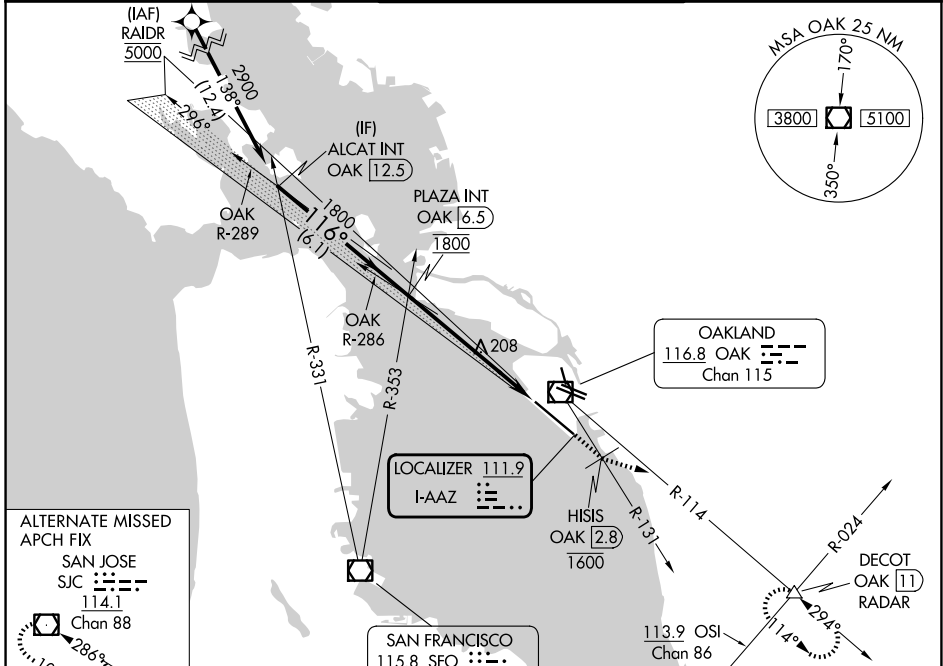 (IAF)
RAIDR
5000
2900
138°
(12.4)
296°
(IF)
ALCAT INT
OAK 12.5
PLAZA INT
OAK 6.5
1800
1800
116°
(6.1)
OAK
R-289
OAK
R-286
R-331
R-353
208
MSA OAK 25 NM
170°
3800
5100
350°
OAKLAND
116.8 OAK
Chan 115
LOCALIZER 111.9
I-AAZ
HISIS
OAK 2.8
1600
R-131
R-114
R-024
DECOT
OAK 11
RADAR
294°
114°
113.9 OSI
Chan 86
ALTERNATE MISSED
APCH FIX
SAN JOSE
SJC
114.1
Chan 88
286°
SAN FRANCISCO
115.8 SFO